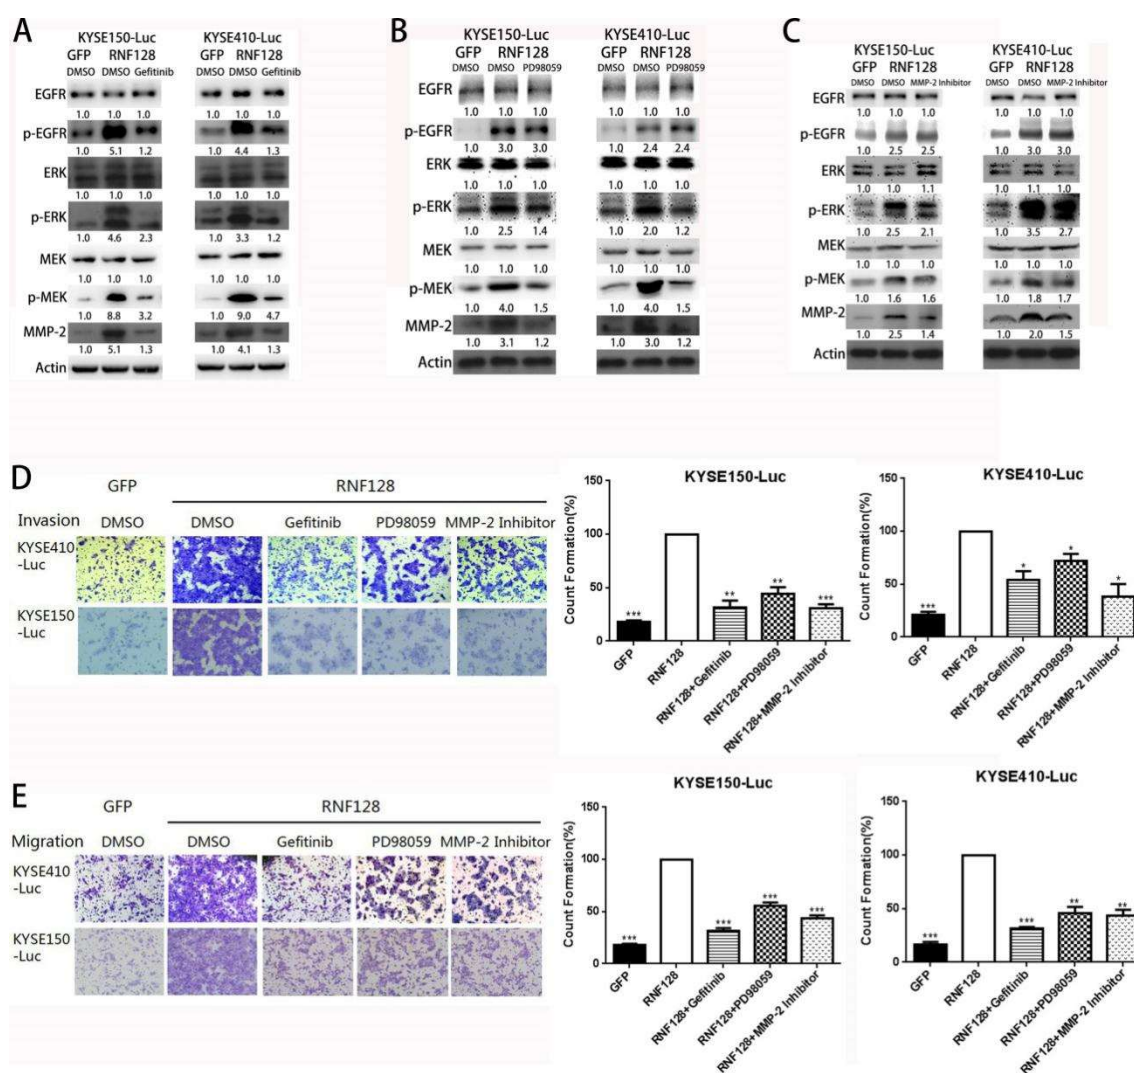 A
KYSE150-Luc KYSE410-Luc
GFP RNF128 GFP RNF128
DMSO DMSO Gefitinib DMSO DMSO Gefitinib
EGFR
1.0 1.0 1.0 1.0 1.0 1.0
p-EGFR
1.0 5.1 1.2 1.0 4.4 1.3
ERK
1.0 1.0 1.0 1.0 1.0 1.0
p-ERK
1.0 4.6 2.3 1.0 3.3 1.2
MEK
1.0 1.0 1.0 1.0 1.0 1.0
p-MEK
1.0 8.8 3.2 1.0 9.0 4.7
MMP-2
1.0 5.1 1.3 1.0 4.1 1.3
Actin
B
KYSE150-Luc KYSE410-Luc
GFP RNF128 GFP RNF128
DMSO DMSO PD98059 DMSO DMSO PD98059
EGFR
1.0 1.0 1.0 1.0 1.0 1.0
p-EGFR
1.0 3.0 3.0 1.0 2.4 2.4
ERK
1.0 1.0 1.0 1.0 1.0 1.0
p-ERK
1.0 2.5 1.4 1.0 2.0 1.2
MEK
1.0 1.0 1.0 1.0 1.0 1.0
p-MEK
1.0 4.0 1.5 1.0 4.0 1.5
MMP-2
1.0 3.1 1.2 1.0 3.0 1.2
Actin
C
KYSE150-Luc KYSE410-Luc
GFP RNF128 GFP RNF128
DMSO DMSO MMP-2 Inhibitor DMSO DMSO MMP-2 Inhibitor
EGFR
1.0 1.0 1.0 1.0 1.0 1.0
p-EGFR
1.0 2.5 2.5 1.0 3.0 3.0
ERK
1.0 1.0 1.1 1.0 1.1 1.0
p-ERK
1.0 2.5 2.1 1.0 3.5 2.7
MEK
1.0 1.0 1.0 1.0 1.0 1.0
p-MEK
1.0 1.6 1.6 1.0 1.8 1.7
MMP-2
1.0 2.5 1.4 1.0 2.0 1.5
Actin
D
GFP RNF128
Invasion DMSO DMSO Gefitinib PD98059 MMP-2 Inhibitor
KYSE410
-Luc
KYSE150
-Luc
KYSE150-Luc
Count Formation(%)
150
100
50
0
*** ** ** ***
GFP
RNF128
RNF128+Gefitinib
RNF128+PD98059
RNF128+MMP-2 Inhibitor
KYSE410-Luc
Count Formation(%)
150
100
50
0
*** * * *
GFP
RNF128
RNF128+Gefitinib
RNF128+PD98059
RNF128+MMP-2 Inhibitor
E
GFP RNF128
Migration DMSO DMSO Gefitinib PD98059 MMP-2 Inhibitor
KYSE410
-Luc
KYSE150
-Luc
KYSE150-Luc
Count Formation(%)
150
100
50
0
*** *** *** ***
GFP
RNF128
RNF128+Gefitinib
RNF128+PD98059
RNF128+MMP-2 Inhibitor
KYSE410-Luc
Count Formation(%)
150
100
50
0
*** *** ** **
GFP
RNF128
RNF128+Gefitinib
RNF128+PD98059
RNF128+MMP-2 Inhibitor